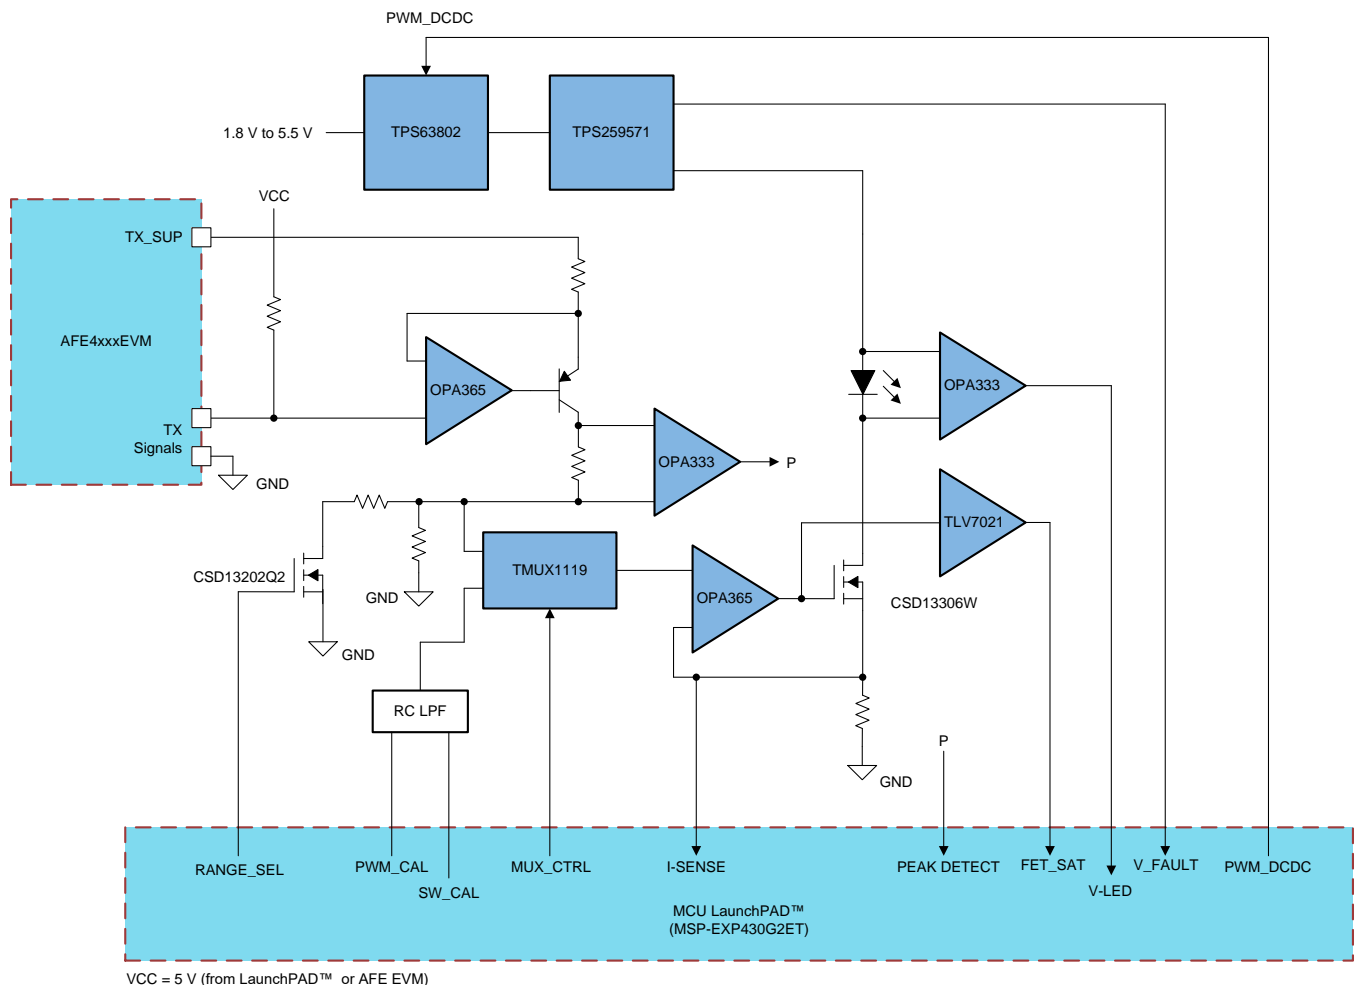 PWM_DCDC
TPS63802
TPS259571
1.8 V to 5.5 V
VCC
TX_SUP
AFE4xxxEVM
OPA365
OPA333
TX
Signals
GND
OPA333
P
TLV7021
CSD13202Q2
TMUX1119
GND
OPA365
CSD13306W
GND
RC LPF
P
GND
RANGE_SEL
PWM_CAL
SW_CAL
MUX_CTRL
I-SENSE
PEAK DETECT
FET_SAT
V-LED
V_FAULT
PWM_DCDC
MCU LaunchPAD™
(MSP-EXP430G2ET)
VCC = 5 V (from LaunchPAD™ or AFE EVM)